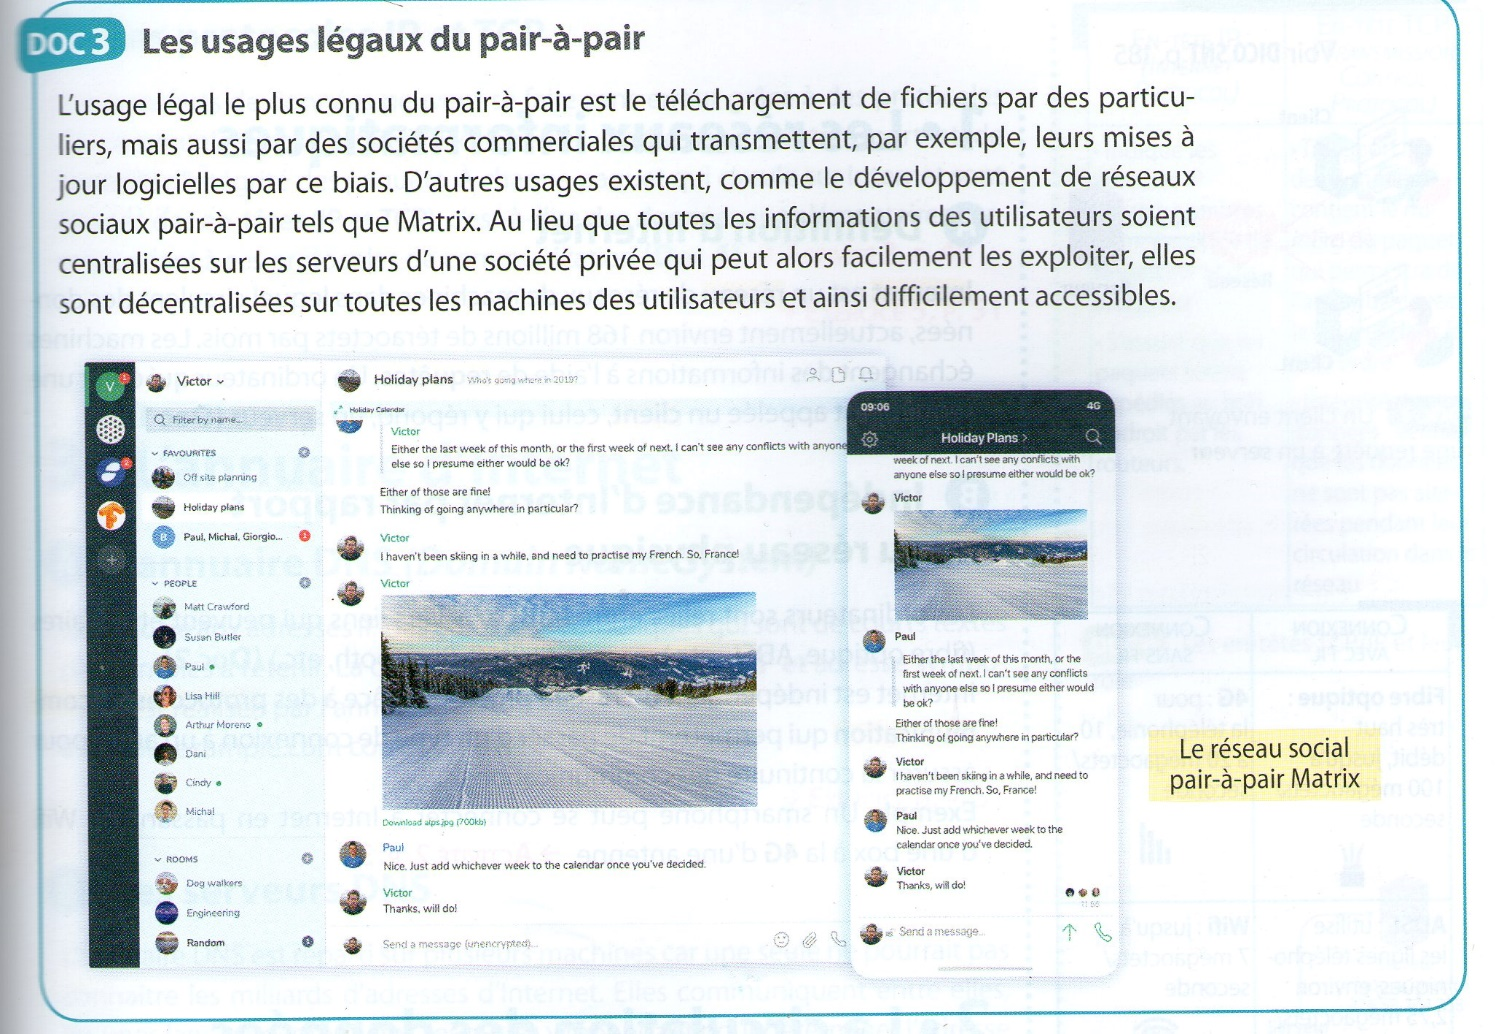 DOC 3 Les usages légaux du pair-à-pair
L'usage légal le plus connu du pair-à-pair est le téléchargement de fichiers par des particu-
liers, mais aussi par des sociétés commerciales qui transmettent, par exemple, leurs mises à
jour logicielles par ce biais. D'autres usages existent, comme le développement de réseaux
sociaux pair-à-pair tels que Matrix. Au lieu que toutes les informations des utilisateurs soient
centralisées sur les serveurs d'une société privée qui peut alors facilement les exploiter, elles
sont décentralisées sur toutes les machines des utilisateurs et ainsi difficilement accessibles.
V
Victor
Filter by name...
FAVOURITES
Off site planning
Holiday plans
B Paul, Michal, Giorgio... 1
PEOPLE
Matt Crawford
Susan Butler
Paul
Lisa Hill
Arthur Moreno
Dani
Cindy
Michal
ROOMS
Dog walkers
Engineering
Random
Holiday plans Who's going where in 2019?
Holiday Calendar
Victor
Either the last week of this month, or the first week of next. I can't see any conflicts with anyone
else so I presume either would be ok?
Either of those are fine!
Thinking of going anywhere in particular?
Victor
I haven't been skiing in a while, and need to practise my French. So, France!
Victor
Download alps.jpg (700kb)
Paul
Nice. Just add whichever week to the calendar once you've decided.
Victor
Thanks, will do!
Send a message (unencrypted)...
09:06 4G
Holiday Plans >
week of next. I can't see any conflicts with
anyone else so I presume either would be ok?
Victor
Paul
Either the last week of this month, or the
first week of next. I can't see any conflicts
with anyone else so I presume either would
be ok?
Either of those are fine!
Thinking of going anywhere in particular?
Victor
I haven't been skiing in a while, and need to
practise my French. So, France!
Paul
Nice. Just add whichever week to the
calendar once you've decided.
Victor
Thanks, will do!
Send a message...
Le réseau social
pair-à-pair Matrix